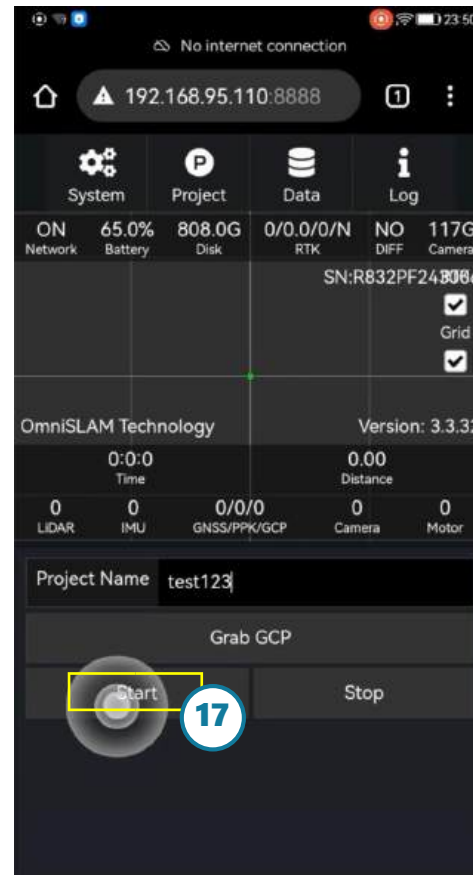 23:50
No internet connection
192.168.95.110:8888
1
System Project Data Log
ON 65.0% 808.0G 0/0.0/0/N NO 117G
Network Battery Disk RTK DIFF Camera
SN:R832PF24
Grid
OmniSLAM Technology Version: 3.3.32
0:0:0 0.00
Time Distance
0 0 0/0/0 0 0
LiDAR IMU GNSS/PPK/GCP Camera Motor
Project Name test123
Grab GCP
Start Stop
17